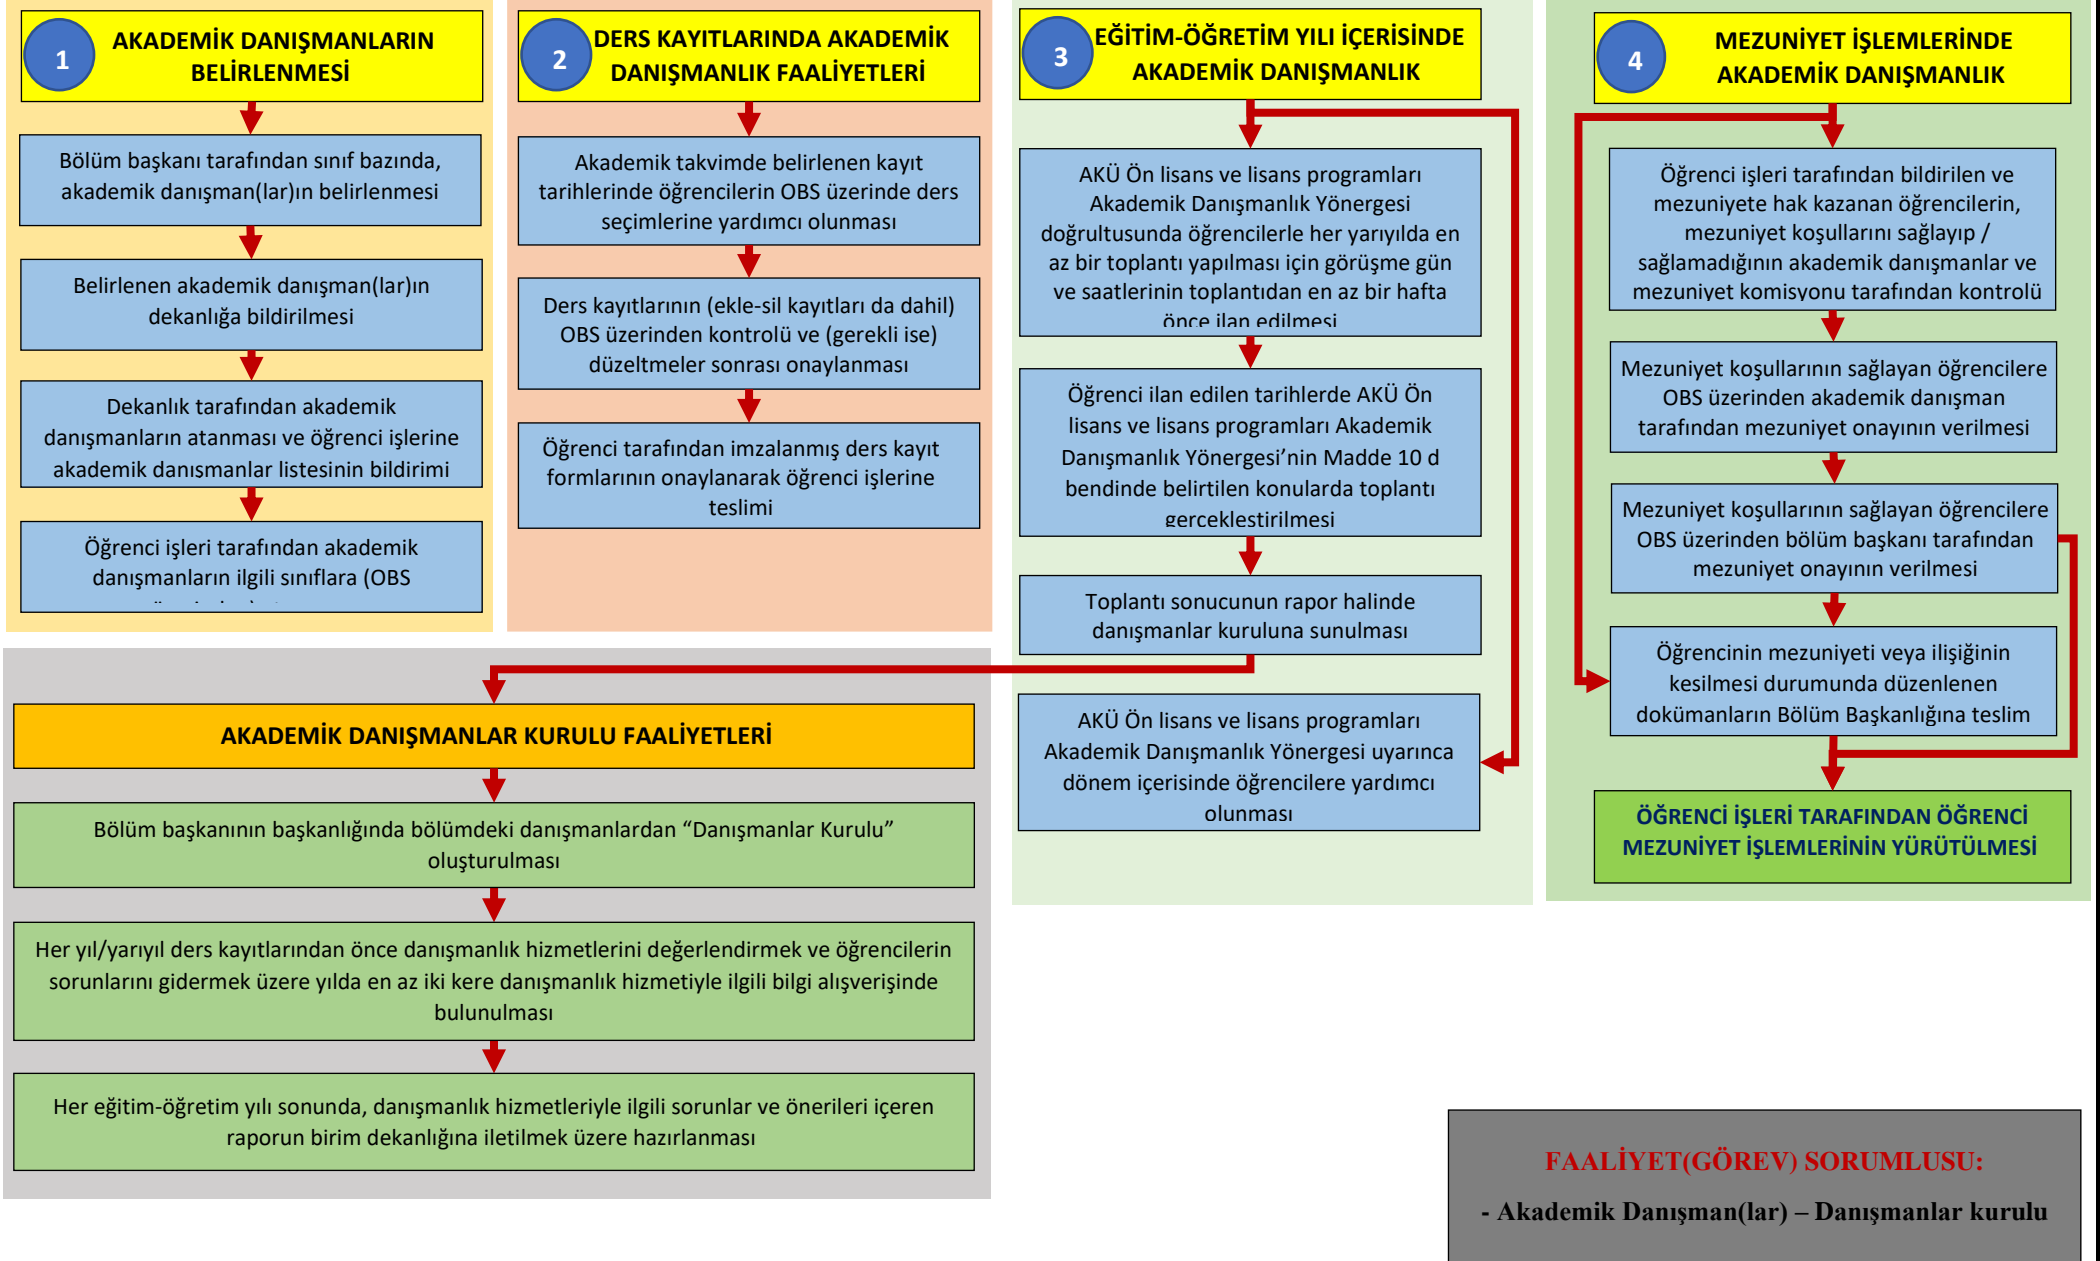 1
AKADEMİK DANIŞMANLARIN
BELİRLENMESİ
Bölüm başkanı tarafından sınıf bazında,
akademik danışman(lar)ın belirlenmesi
Belirlenen akademik danışman(lar)ın
dekanlığa bildirilmesi
Dekanlık tarafından akademik
danışmanların atanması ve öğrenci işlerine
akademik danışmanlar listesinin bildirimi
Öğrenci işleri tarafından akademik
danışmanların ilgili sınıflara (OBS
2
DERS KAYITLARINDA AKADEMİK
DANIŞMANLIK FAALİYETLERİ
Akademik takvimde belirlenen kayıt
tarihlerinde öğrencilerin OBS üzerinde ders
seçimlerine yardımcı olunması
Ders kayıtlarının (ekle-sil kayıtları da dahil)
OBS üzerinden kontrolü ve (gerekli ise)
düzeltmeler sonrası onaylanması
Öğrenci tarafından imzalanmış ders kayıt
formlarının onaylanarak öğrenci işlerine
teslimi
3
EĞİTİM-ÖĞRETİM YILI İÇERİSİNDE
AKADEMİK DANIŞMANLIK
AKÜ Ön lisans ve lisans programları
Akademik Danışmanlık Yönergesi
doğrultusunda öğrencilerle her yarıyılda en
az bir toplantı yapılması için görüşme gün
ve saatlerinin toplantıdan en az bir hafta
önce ilan edilmesi
Öğrenci ilan edilen tarihlerde AKÜ Ön
lisans ve lisans programları Akademik
Danışmanlık Yönergesi’nin Madde 10 d
bendinde belirtilen konularda toplantı
gerçekleştirilmesi
Toplantı sonucunun rapor halinde
danışmanlar kuruluna sunulması
AKÜ Ön lisans ve lisans programları
Akademik Danışmanlık Yönergesi uyarınca
dönem içerisinde öğrencilere yardımcı
olunması
4
MEZUNİYET İŞLEMLERİNDE
AKADEMİK DANIŞMANLIK
Öğrenci işleri tarafından bildirilen ve
mezuniyete hak kazanan öğrencilerin,
mezuniyet koşullarını sağlayıp /
sağlamadığının akademik danışmanlar ve
mezuniyet komisyonu tarafından kontrolü
Mezuniyet koşullarının sağlayan öğrencilere
OBS üzerinden akademik danışman
tarafından mezuniyet onayının verilmesi
Mezuniyet koşullarının sağlayan öğrencilere
OBS üzerinden bölüm başkanı tarafından
mezuniyet onayının verilmesi
Öğrencinin mezuniyeti veya ilişiğinin
kesilmesi durumunda düzenlenen
dokümanların Bölüm Başkanlığına teslim
ÖĞRENCİ İŞLERİ TARAFINDAN ÖĞRENCİ
MEZUNİYET İŞLEMLERİNİN YÜRÜTÜLMESİ
AKADEMİK DANIŞMANLAR KURULU FAALİYETLERİ
Bölüm başkanının başkanlığında bölümdeki danışmanlardan “Danışmanlar Kurulu”
oluşturulması
Her yıl/yarıyıl ders kayıtlarından önce danışmanlık hizmetlerini değerlendirmek ve öğrencilerin
sorunlarını gidermek üzere yılda en az iki kere danışmanlık hizmetiyle ilgili bilgi alışverişinde
bulunulması
Her eğitim-öğretim yılı sonunda, danışmanlık hizmetleriyle ilgili sorunlar ve önerileri içeren
raporun birim dekanlığına iletilmek üzere hazırlanması
FAALİYET(GÖREV) SORUMLUSU:
- Akademik Danışman(lar) – Danışmanlar kurulu